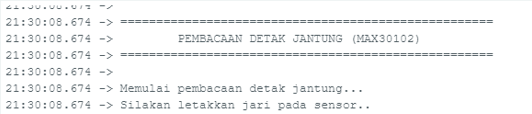 21:30:08.674 ->
21:30:08.674 -> ====================================================
21:30:08.674 ->         PEMBACAAN DETAK JANTUNG (MAX30102)
21:30:08.674 -> ====================================================
21:30:08.674 ->
21:30:08.674 -> Memulai pembacaan detak jantung...
21:30:08.674 -> Silakan letakkan jari pada sensor..